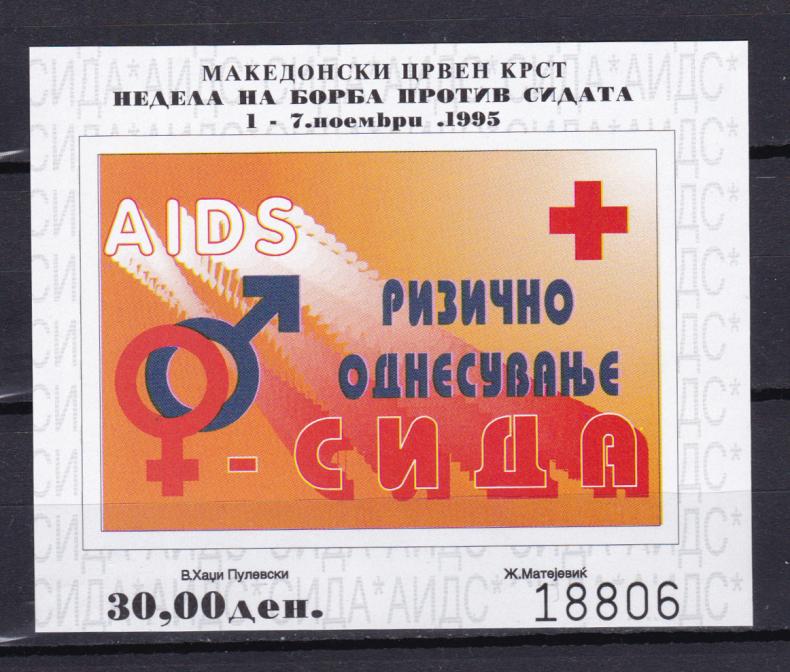 МАКЕДОНСКИ ЦРВЕН КРСТ
НЕДЕЛА НА БОРБА ПРОТИВ СИДАТА
1 - 7.ноември .1995
AIDS
РИЗИЧНО
ОДНЕСУВАЊЕ
- СИДА
В.Хаџи Пулевски
Ж.Матејевиќ
30,00ден.
18806